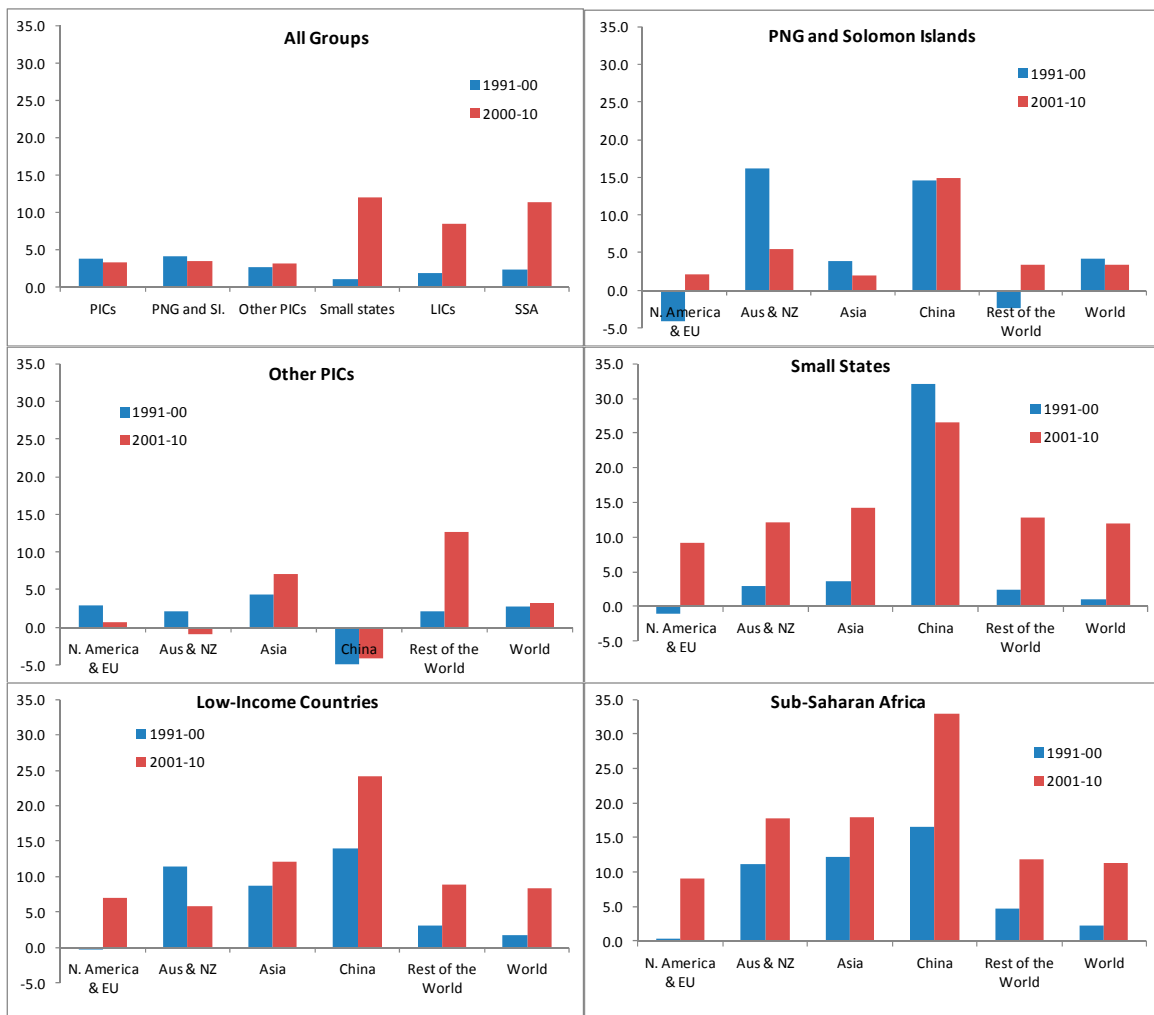 All Groups
35.0
30.0
25.0
20.0
15.0
10.0
5.0
0.0
1991-00
2000-10
PICs
PNG and SI.
Other PICs
Small states
LICs
SSA
PNG and Solomon Islands
35.0
30.0
25.0
20.0
15.0
10.0
5.0
0.0
-5.0
1991-00
2001-10
N. America
& EU
Aus & NZ
Asia
China
Rest of the
World
World
Other PICs
35.0
30.0
25.0
20.0
15.0
10.0
5.0
0.0
-5.0
1991-00
2001-10
N. America
& EU
Aus & NZ
Asia
China
Rest of the
World
World
Small States
35.0
30.0
25.0
20.0
15.0
10.0
5.0
0.0
-5.0
1991-00
2001-10
N. America
& EU
Aus & NZ
Asia
China
Rest of the
World
World
Low-Income Countries
35.0
30.0
25.0
20.0
15.0
10.0
5.0
0.0
-5.0
1991-00
2001-10
N. America
& EU
Aus & NZ
Asia
China
Rest of the
World
World
Sub-Saharan Africa
35.0
30.0
25.0
20.0
15.0
10.0
5.0
0.0
1991-00
2001-10
N. America
& EU
Aus & NZ
Asia
China
Rest of the
World
World